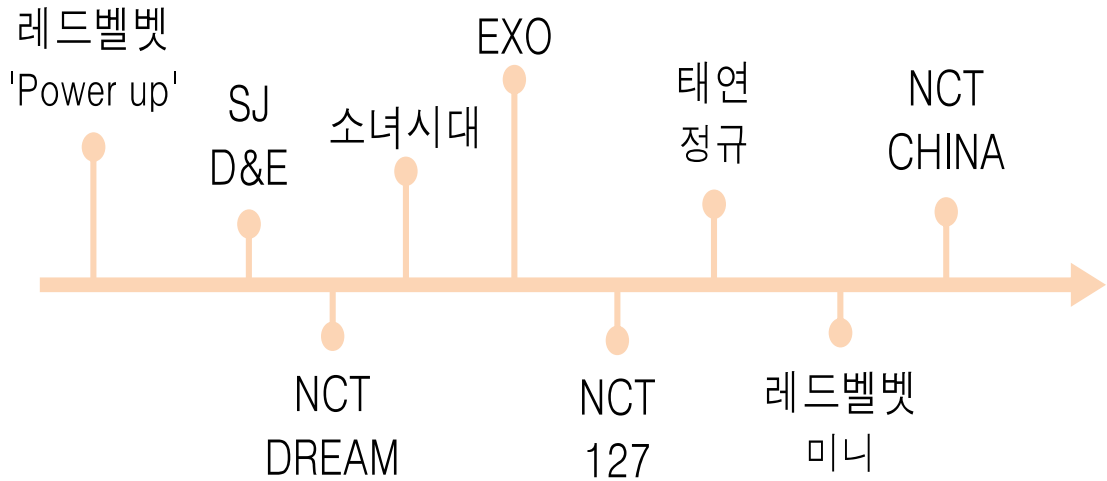 레드벨벳
'Power up'
SJ
D&E
NCT
DREAM
소녀시대
EXO
NCT
127
태연
정규
레드벨벳
미니
NCT
CHINA